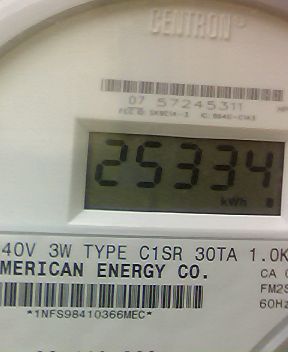 CENTRON®
07 57245311
25334
kWh
40V 3W TYPE C1SR 30TA 1.0K
MERICAN ENERGY CO.
CA 0
FM2S
60Hz
*1NFS98410366MEC*